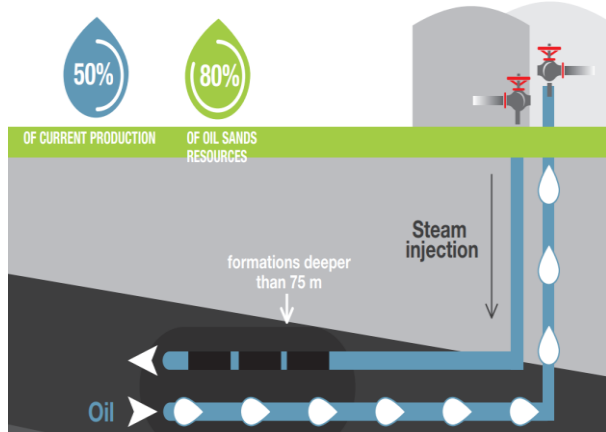 50%
80%
OF CURRENT PRODUCTION
OF OIL SANDS
RESOURCES
Steam
injection
formations deeper
than 75 m
Oil